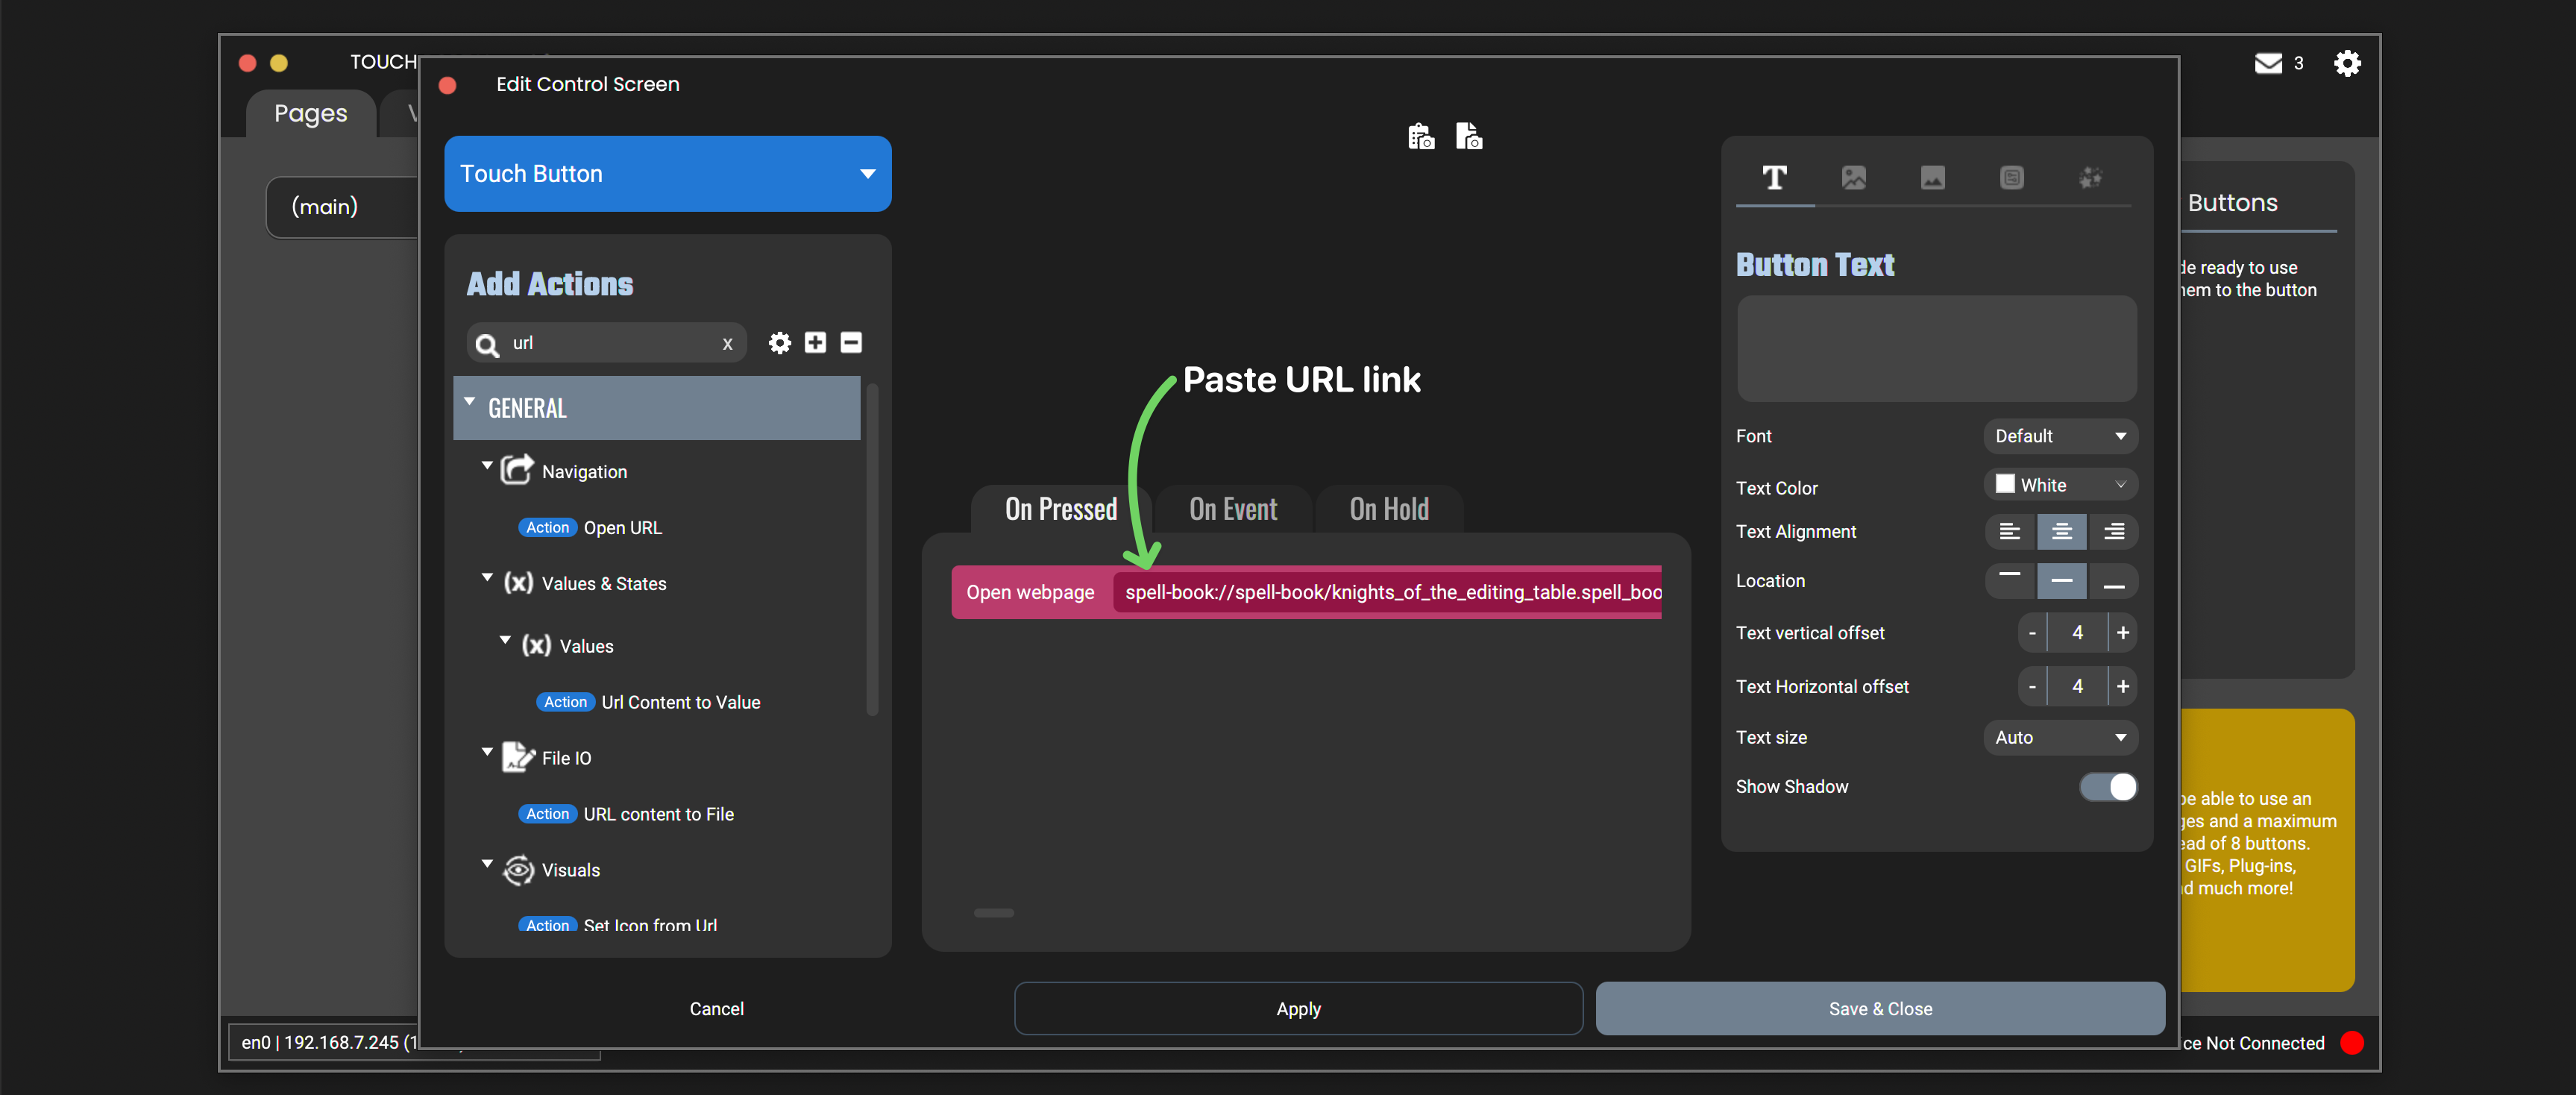 TOUCH
3
Edit Control Screen
Pages
(main)
Touch Button
Add Actions
url
x
GENERAL
Navigation
Action Open URL
(x) Values & States
(x) Values
Action Url Content to Value
File IO
Action URL content to File
Visuals
Action Set Icon from Url
Paste URL link
On Pressed
On Event
On Hold
Open webpage spell-book://spell-book/knights_of_the_editing_table.spell_boo
T
Button Text
Font Default
Text Color White
Text Alignment
Location
Text vertical offset - 4 +
Text Horizontal offset - 4 +
Text size Auto
Show Shadow
Buttons
ready to use
to the button
be able to use an
and a maximum
of 8 buttons.
GIFs, Plug-ins,
much more!
Cancel
Apply
Save & Close
en0 | 192.168.7.245 (1
Not Connected